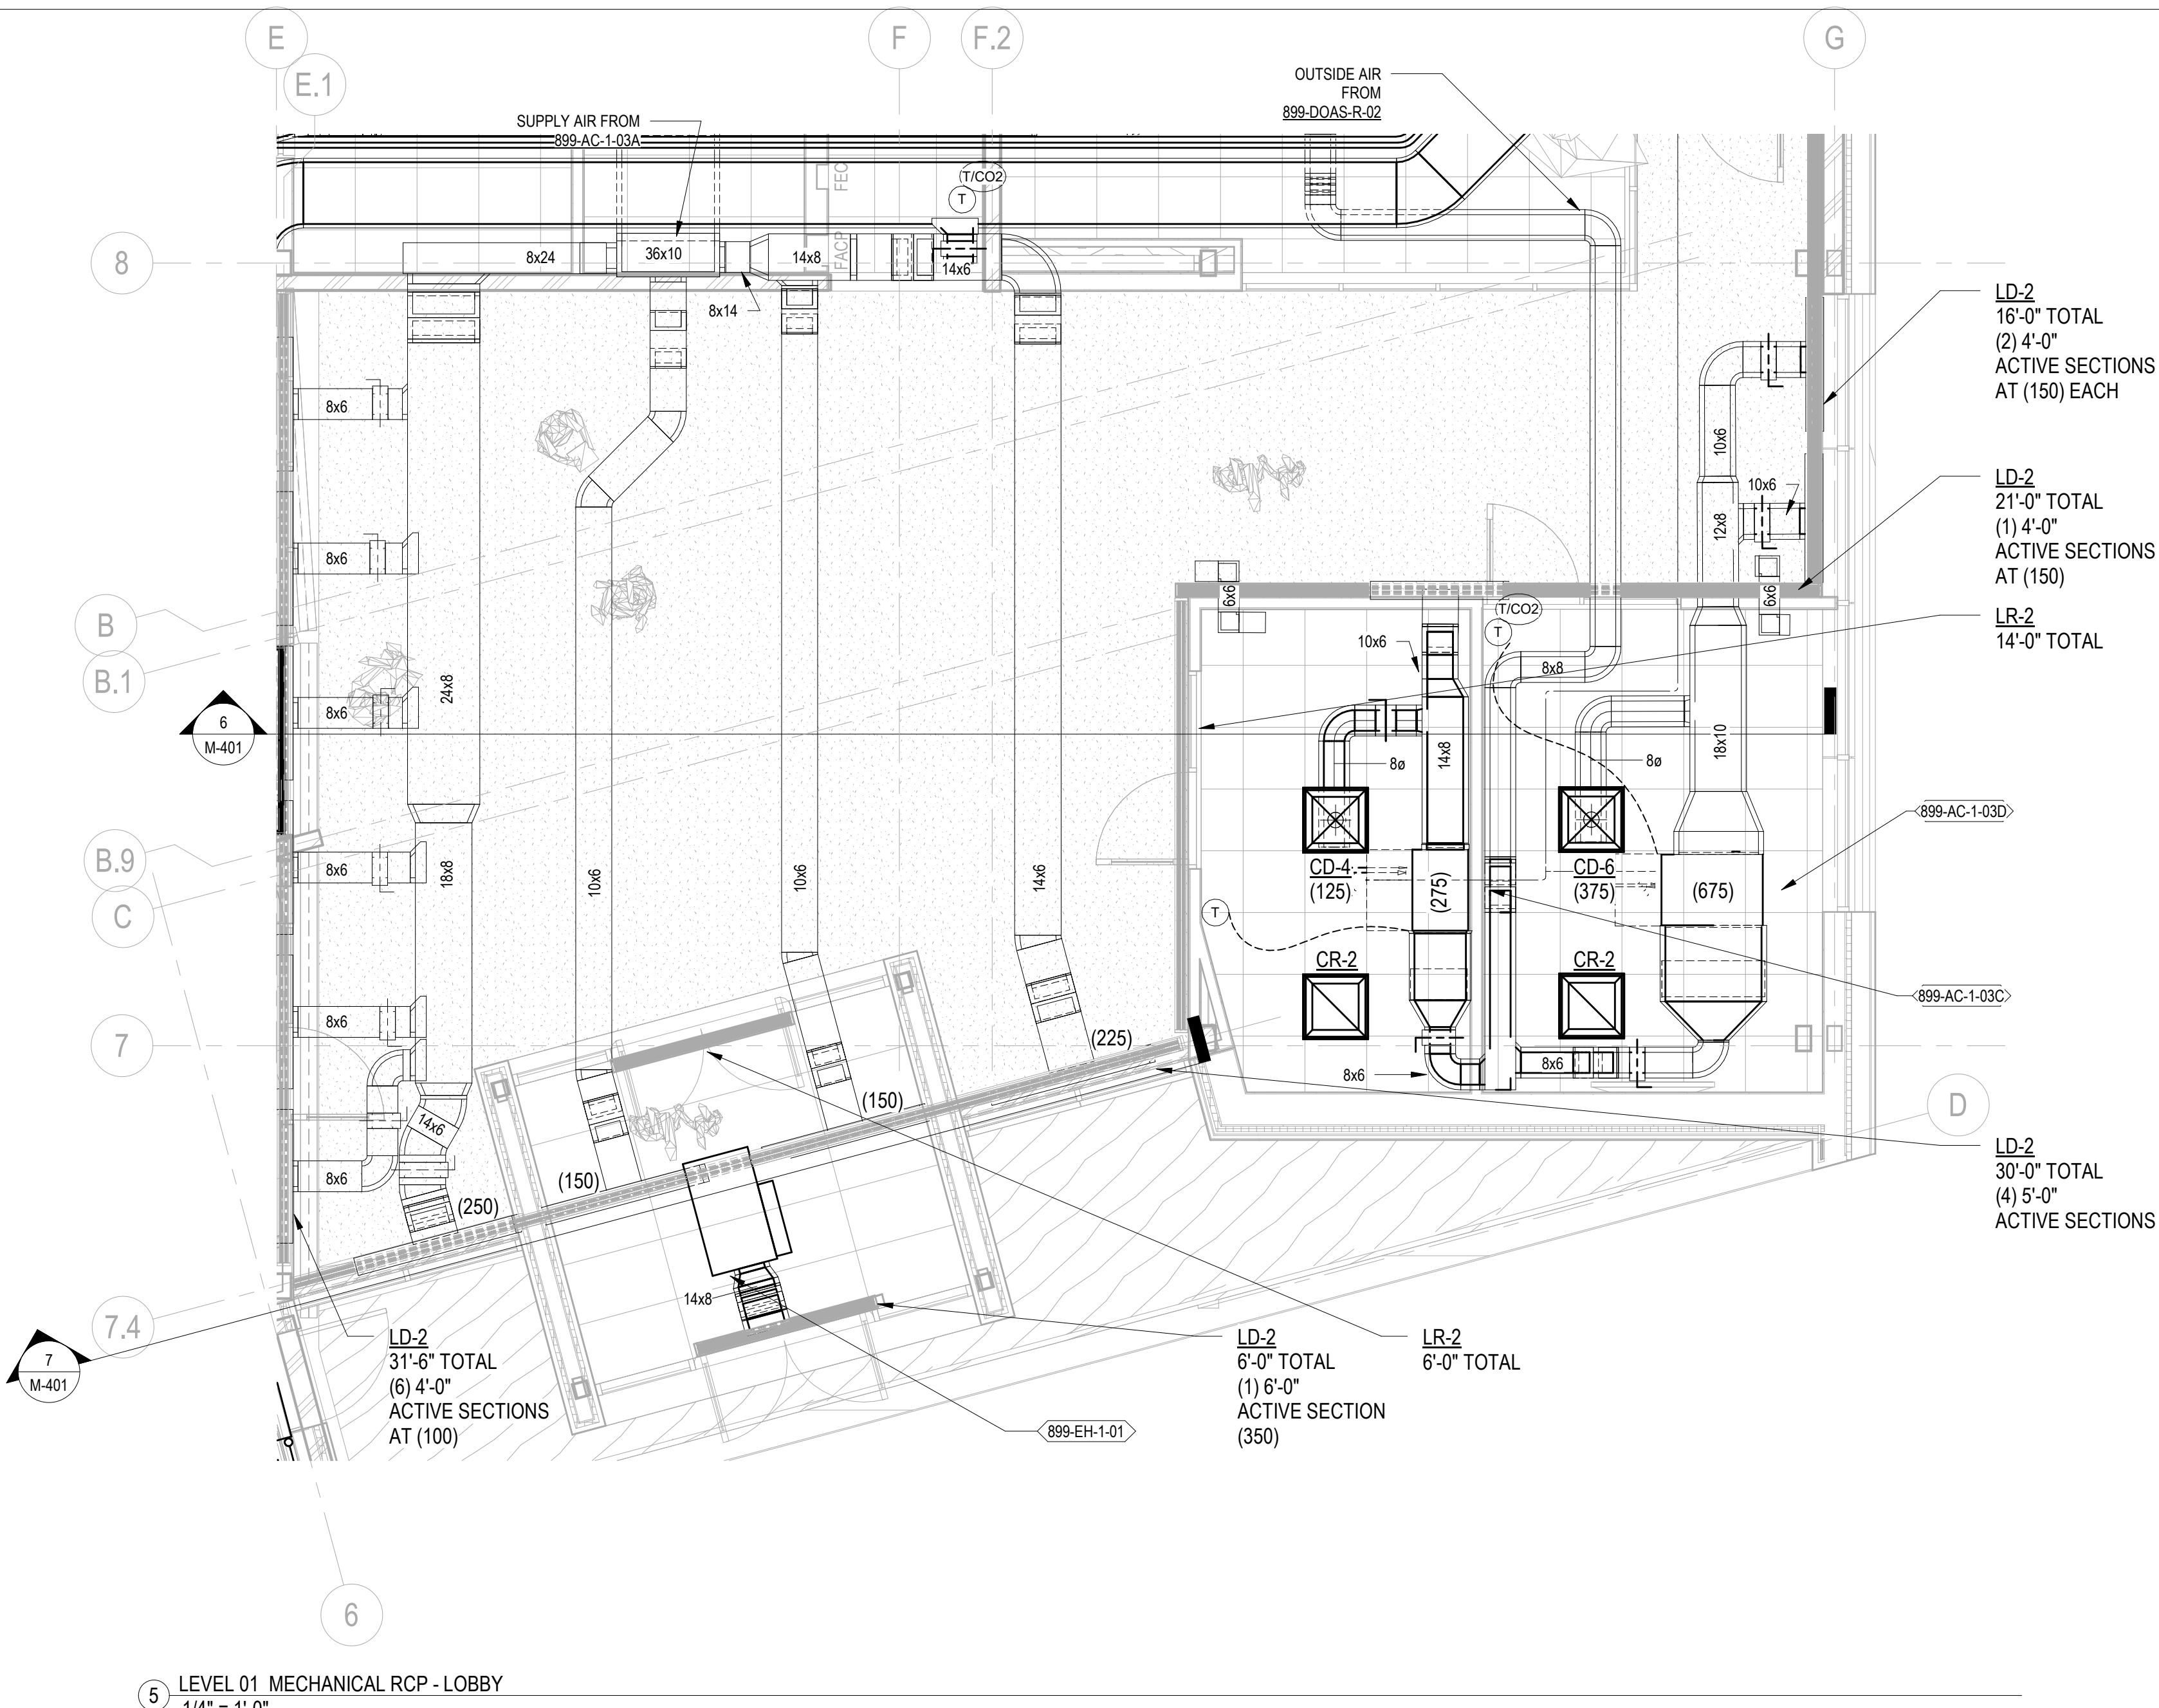 E
F
F.2
G
E.1
OUTSIDE AIR
FROM
899-DOAS-R-02
SUPPLY AIR FROM
899-AC-1-03A
FEC
T/CO2
T
8
8x24
36x10
14x8
FACP
14x6
8x14
LD-2
16'-0" TOTAL
(2) 4'-0"
ACTIVE SECTIONS
AT (150) EACH
8x6
10x6
LD-2
21'-0" TOTAL
(1) 4'-0"
ACTIVE SECTIONS
AT (150)
10x6
12x8
8x6
6x6
6x6
T/CO2
T
LR-2
14'-0" TOTAL
B
B.1
10x6
8x8
24x8
8x6
6
M-401
14x8
18x10
8ø
8ø
899-AC-1-03D
B.9
C
8x6
18x8
10x6
10x6
14x6
CD-4
(125)
(275)
CD-6
(375)
(675)
T
CR-2
CR-2
899-AC-1-03C
8x6
7
(225)
8x6
8x6
(150)
D
14x6
8x6
(150)
(250)
LD-2
30'-0" TOTAL
(4) 5'-0"
ACTIVE SECTIONS
14x8
7.4
7
M-401
LD-2
31'-6" TOTAL
(6) 4'-0"
ACTIVE SECTIONS
AT (100)
LD-2
6'-0" TOTAL
(1) 6'-0"
ACTIVE SECTION
(350)
LR-2
6'-0" TOTAL
899-EH-1-01
6
5
LEVEL 01 MECHANICAL RCP - LOBBY
1/4" = 1'-0"